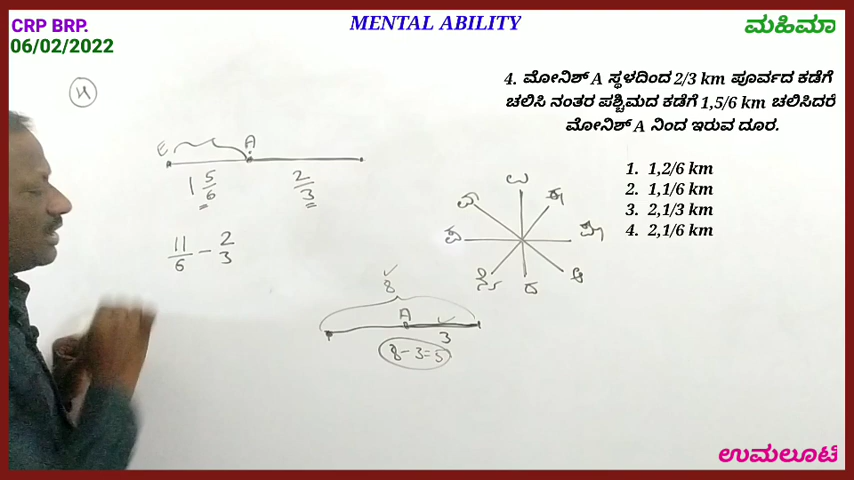 CRP BRP.
06/02/2022
MENTAL ABILITY
ಮಹಿಮಾ
4. ಮೋನಿಶ್ A ಸ್ಥಳದಿಂದ 2/3 km ಪೂರ್ವದ ಕಡೆಗೆ
ಚಲಿಸಿ ನಂತರ ಪಶ್ಚಿಮದ ಕಡೆಗೆ 1,5/6 km ಚಲಿಸಿದರೆ
ಮೋನಿಶ್ A ನಿಂದ ಇರುವ ದೂರ.
1. 1,2/6 km
2. 1,1/6 km
3. 2,1/3 km
4. 2,1/6 km
4
E A
1 5/6 2/3
11/6 - 2/3
ಉ
ವಾ ಈ
ಪ ಪೂ
ನೈ ದ ಆ
8
A
3
8-3=5
ಉಮಲೂಟಿ